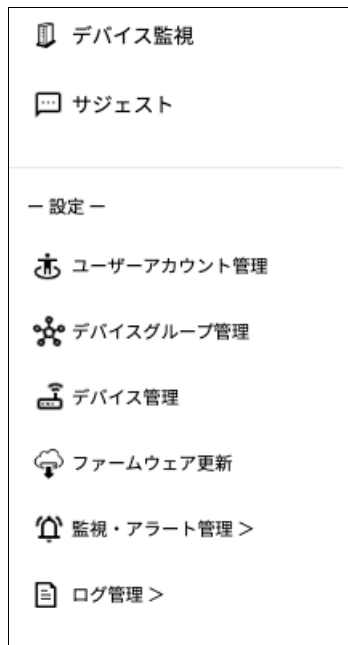 デバイス監視
サジェスト
ー 設定 ー
ユーザーアカウント管理
デバイスグループ管理
デバイス管理
ファームウェア更新
監視・アラート管理 >
ログ管理 >